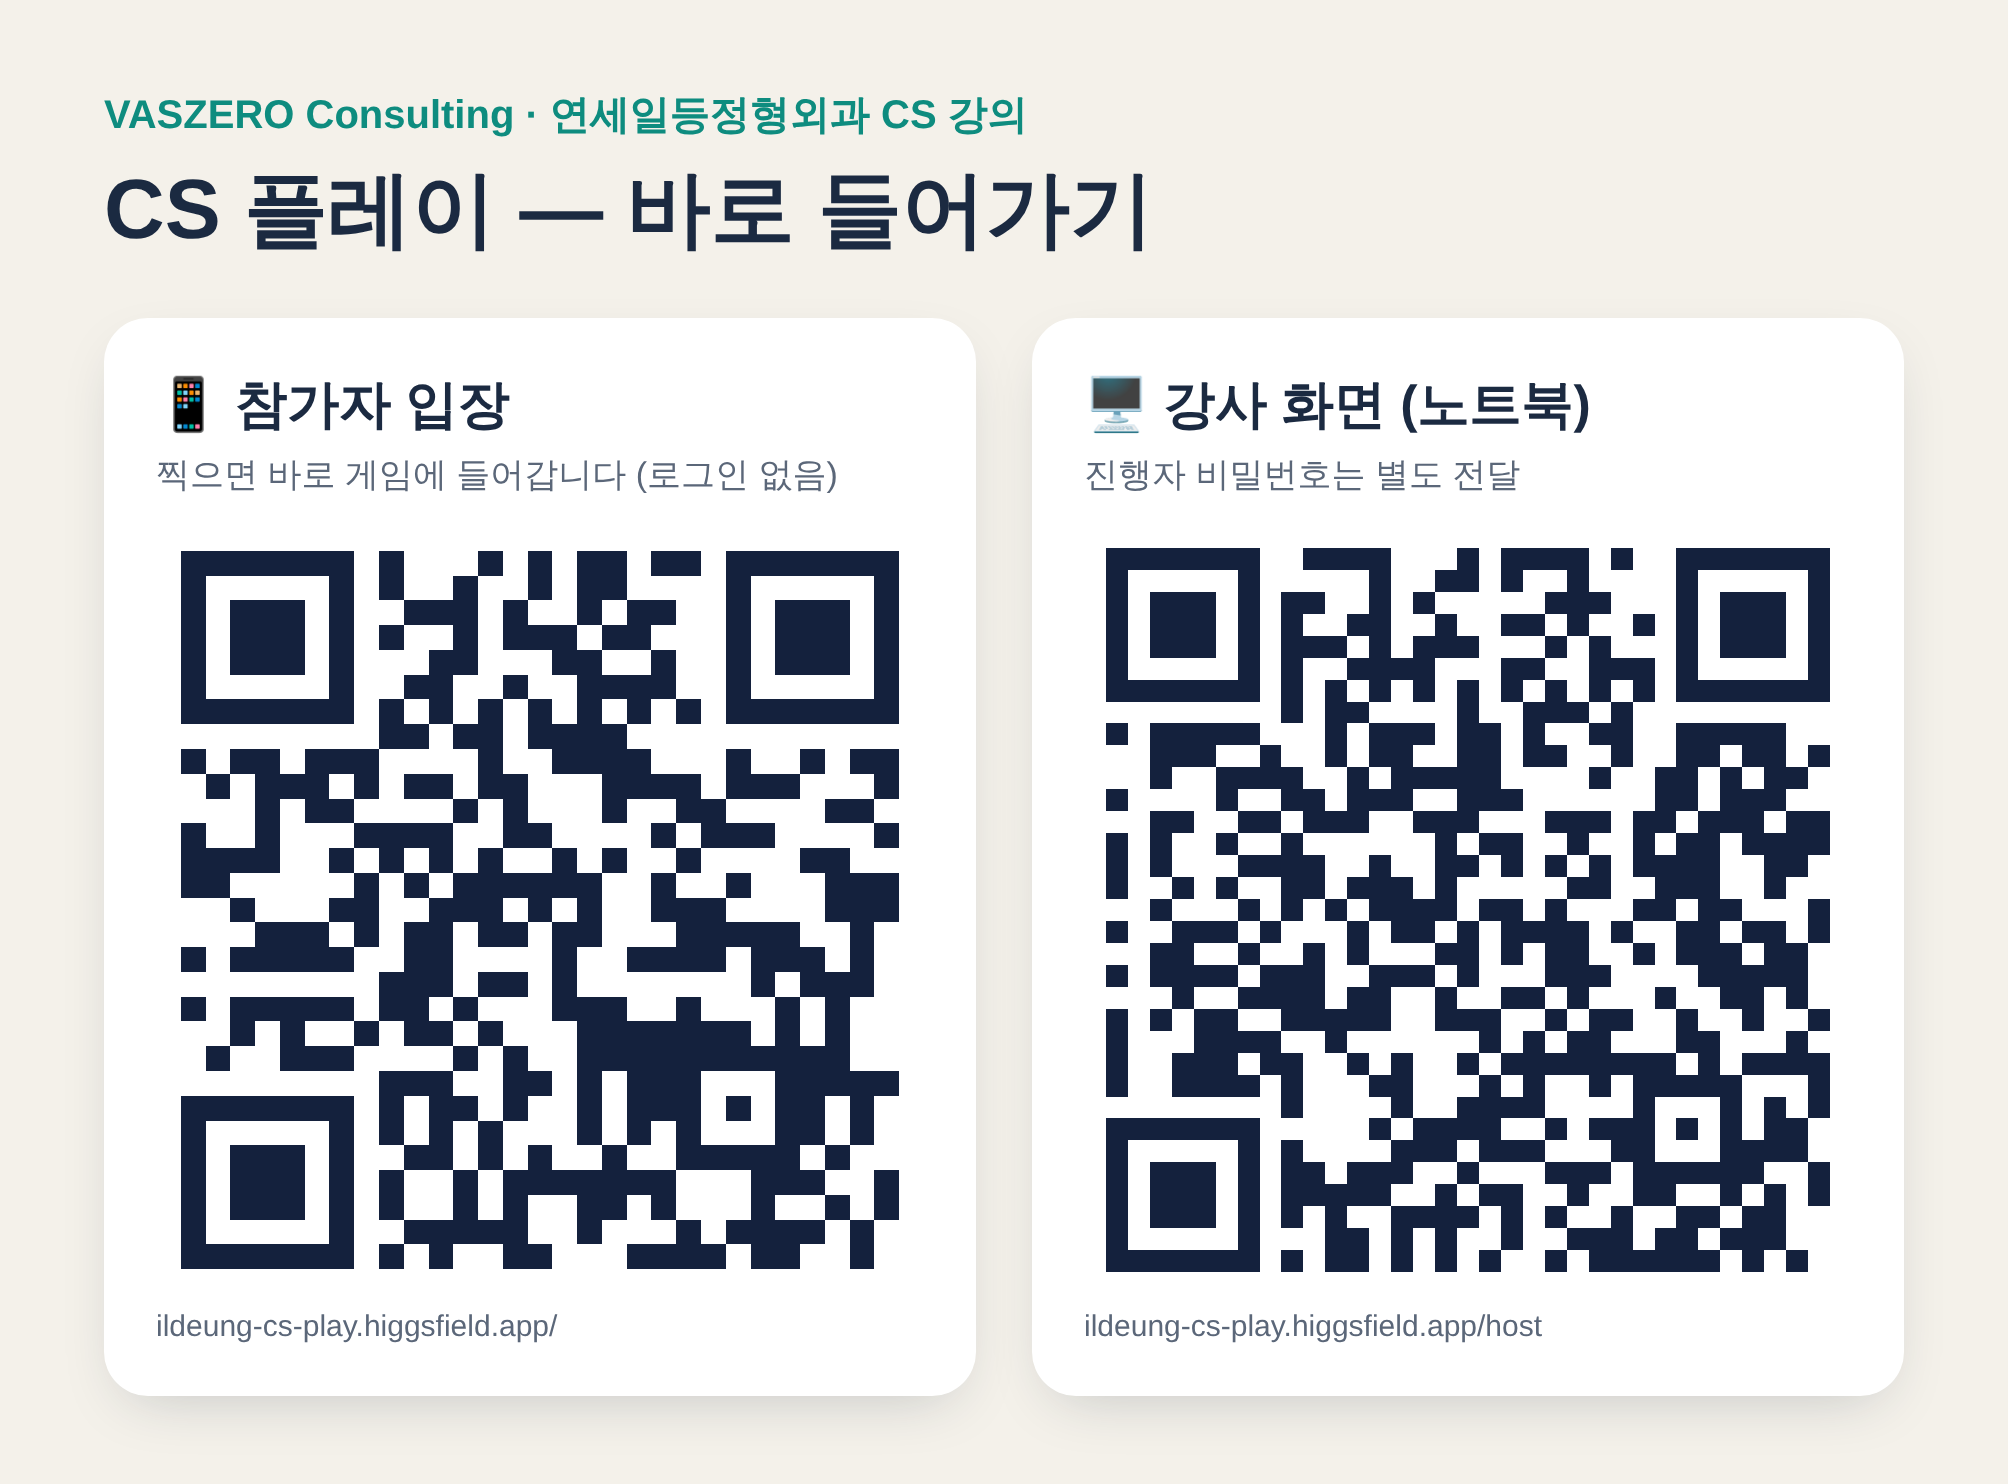 VASZERO Consulting · 연세일등정형외과 CS 강의
CS 플레이 — 바로 들어가기
참가자 입장
찍으면 바로 게임에 들어갑니다 (로그인 없음)
ildeung-cs-play.higgsfield.app/
강사 화면 (노트북)
진행자 비밀번호는 별도 전달
ildeung-cs-play.higgsfield.app/host